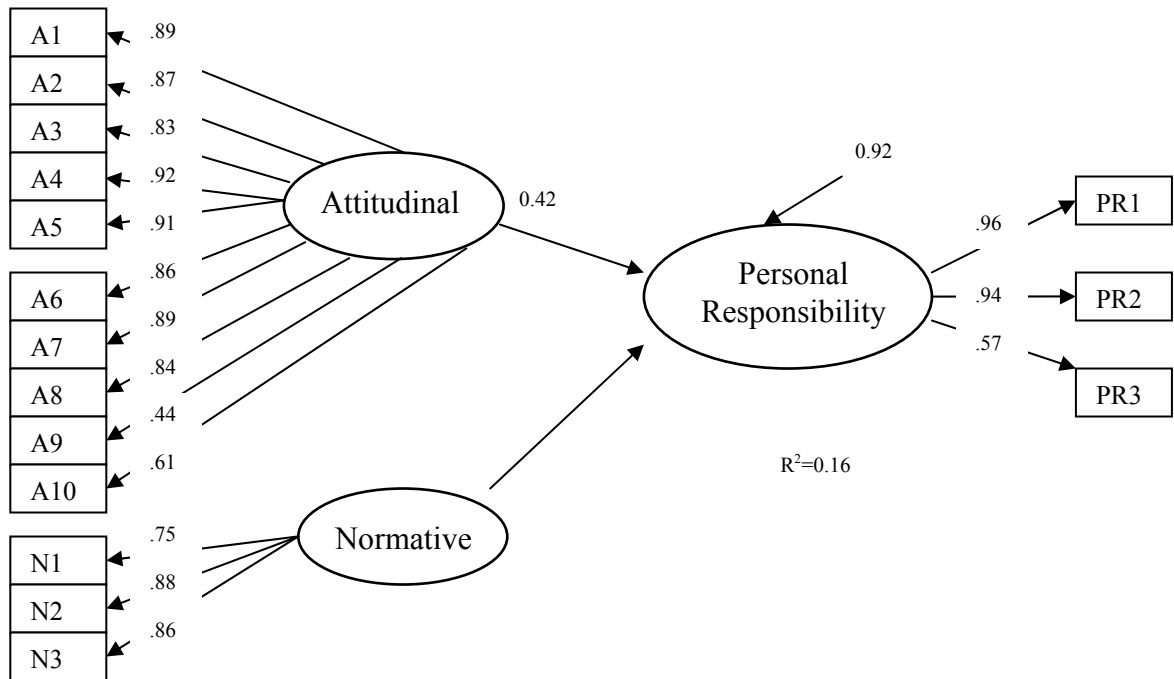 A1
.89
A2
.87
A3
.83
A4
.92
A5
.91
A6
.86
A7
.89
A8
.84
A9
.44
A10
.61
N1
.75
N2
.88
N3
.86
Attitudinal
0.42
Normative
0.92
Personal
Responsibility
R²=0.16
.96
PR1
.94
PR2
.57
PR3